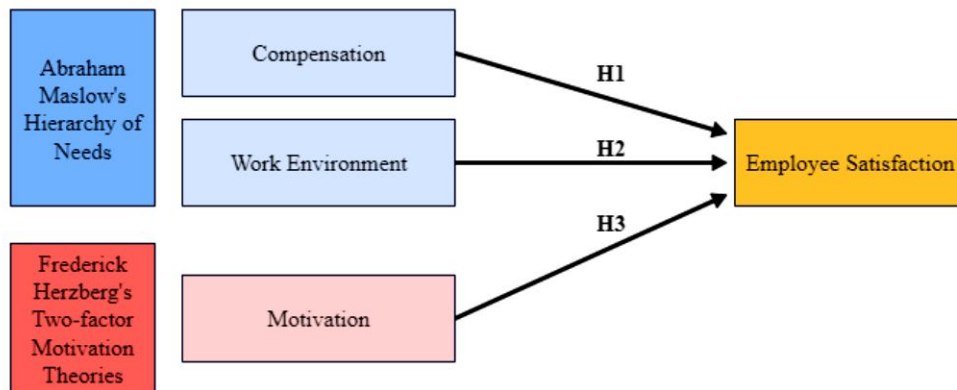 Abraham
Maslow's
Hierarchy of
Needs
Compensation
H1
Work Environment
H2
Employee Satisfaction
H3
Frederick
Herzberg's
Two-factor
Motivation
Theories
Motivation